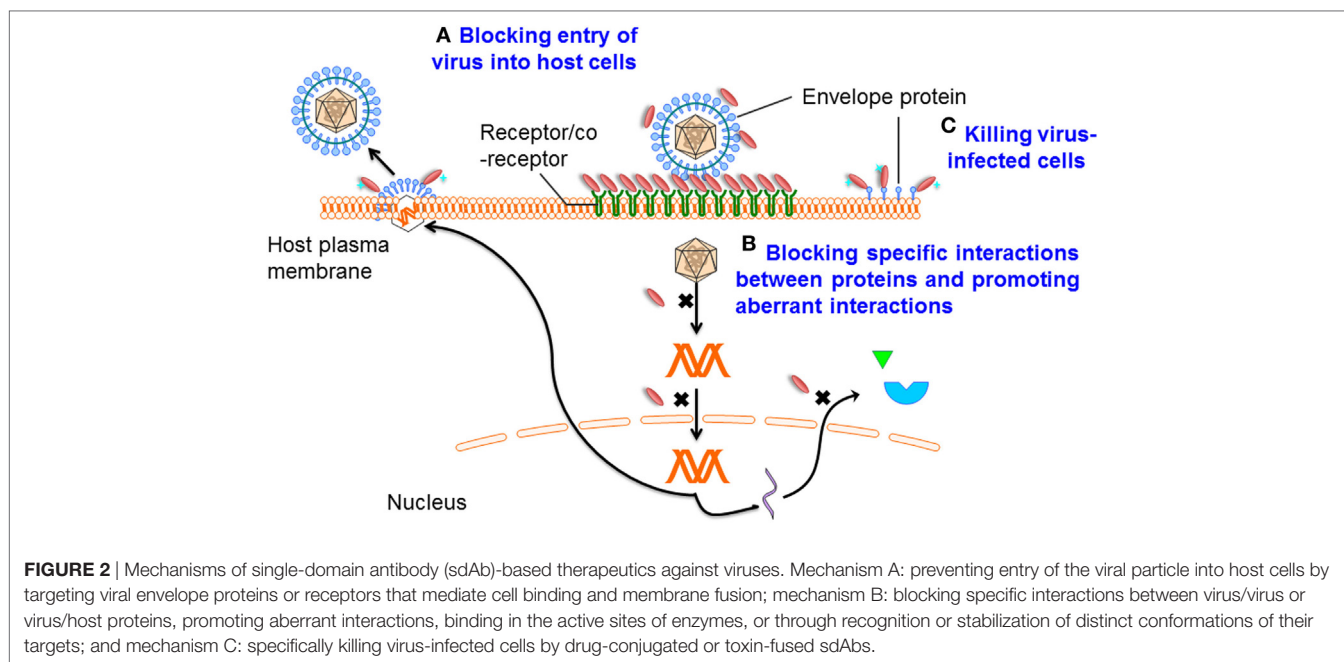 A Blocking entry of
virus into host cells
Envelope protein
Receptor/co
-receptor
C Killing virus-
infected cells
Host plasma
membrane
B Blocking specific interactions
between proteins and promoting
aberrant interactions
Nucleus
FIGURE 2 | Mechanisms of single-domain antibody (sdAb)-based therapeutics against viruses. Mechanism A: preventing entry of the viral particle into host cells by
targeting viral envelope proteins or receptors that mediate cell binding and membrane fusion; mechanism B: blocking specific interactions between virus/virus or
virus/host proteins, promoting aberrant interactions, binding in the active sites of enzymes, or through recognition or stabilization of distinct conformations of their
targets; and mechanism C: specifically killing virus-infected cells by drug-conjugated or toxin-fused sdAbs.